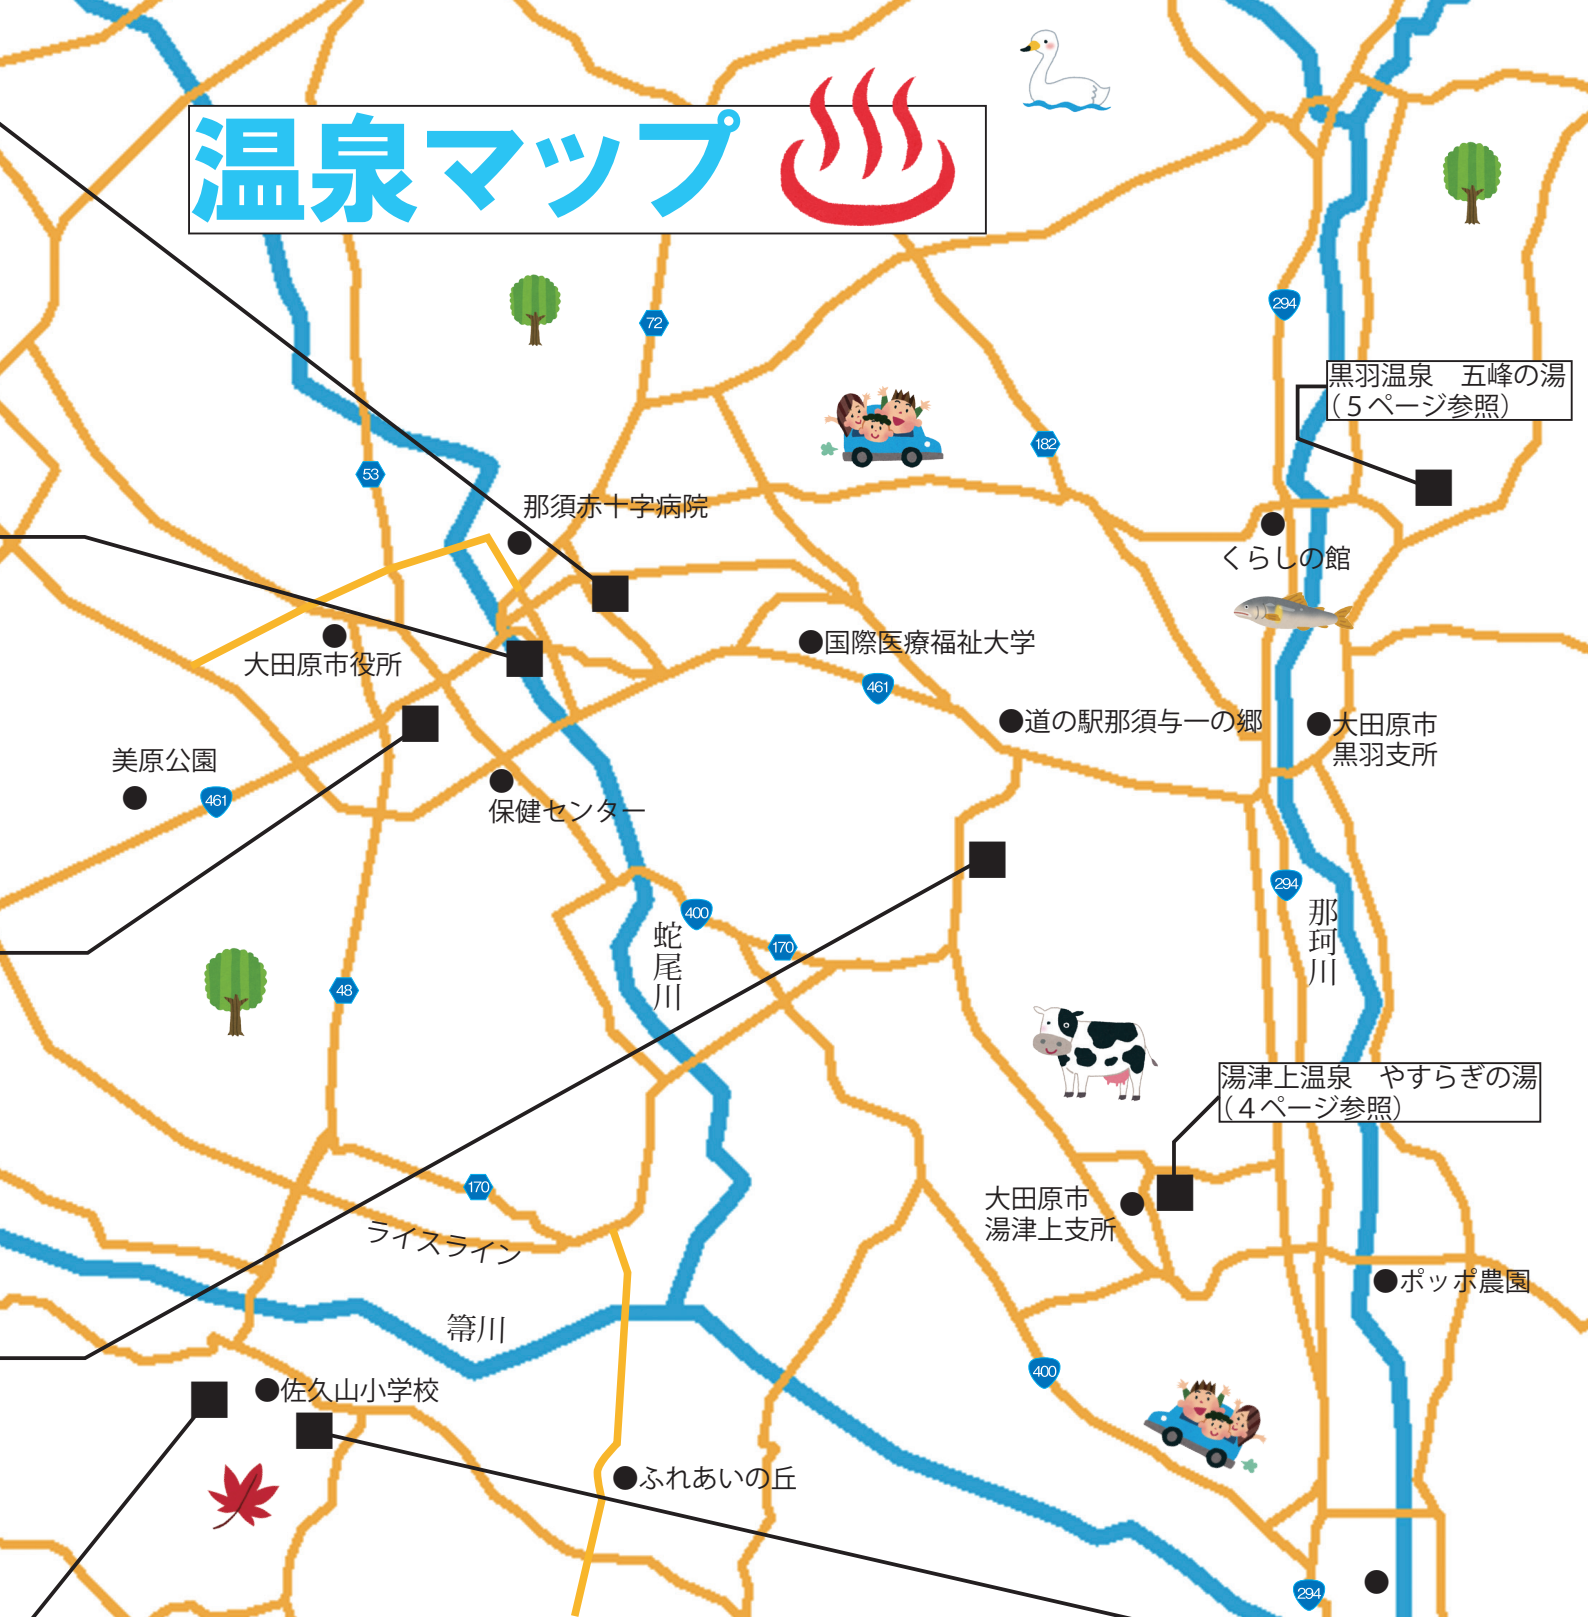 温泉マップ
294
72
黒羽温泉　五峰の湯
（５ページ参照）
182
53
那須赤十字病院
くらしの館
国際医療福祉大学
大田原市役所
461
道の駅那須与一の郷
大田原市
黒羽支所
美原公園
461
保健センター
294
400
那珂川
蛇尾川
170
48
湯津上温泉　やすらぎの湯
（４ページ参照）
170
大田原市
湯津上支所
ライスライン
ポッポ農園
箒川
400
佐久山小学校
ふれあいの丘
294